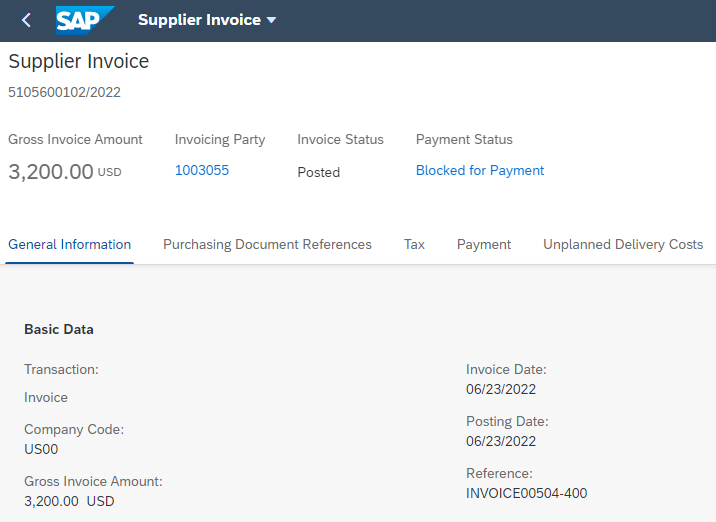 SAP Supplier Invoice
Supplier Invoice
5105600102/2022
Gross Invoice Amount Invoicing Party Invoice Status Payment Status
3,200.00 USD 1003055 Posted Blocked for Payment
General Information Purchasing Document References Tax Payment Unplanned Delivery Costs
Basic Data
Transaction:
Invoice
Company Code:
US00
Gross Invoice Amount:
3,200.00 USD
Invoice Date:
06/23/2022
Posting Date:
06/23/2022
Reference:
INVOICE00504-400